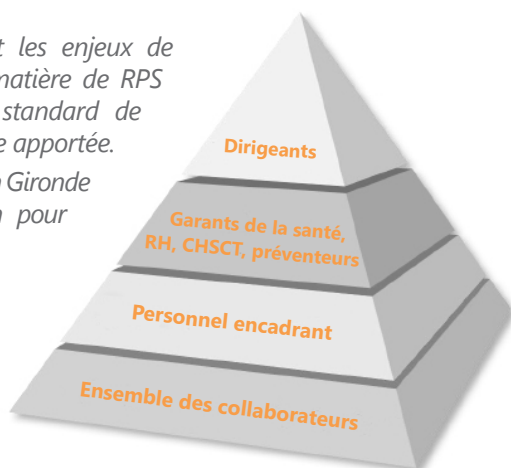 t les enjeux de
matière de RPS
standard de
e apportée.
n Gironde
n pour
Dirigeants
Garants de la santé,
RH, CHSCT, préventeurs
Personnel encadrant
Ensemble des collaborateurs